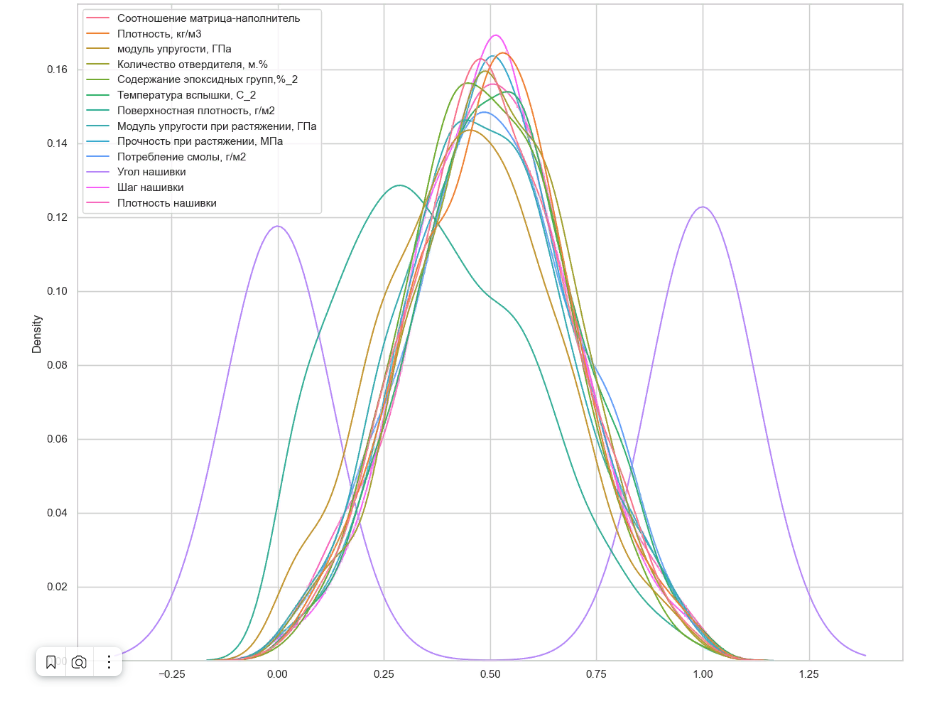 Соотношение матрица-наполнитель
Плотность, кг/м3
модуль упругости, ГПа
Количество отвердителя, м.%
Содержание эпоксидных групп,%_2
Температура вспышки, С_2
Поверхностная плотность, г/м2
Модуль упругости при растяжении, ГПа
Прочность при растяжении, МПа
Потребление смолы, г/м2
Угол нашивки
Шаг нашивки
Плотность нашивки
0.16
0.14
0.12
0.10
0.08
0.06
0.04
0.02
Density
−0.25 0.00 0.25 0.50 0.75 1.00 1.25